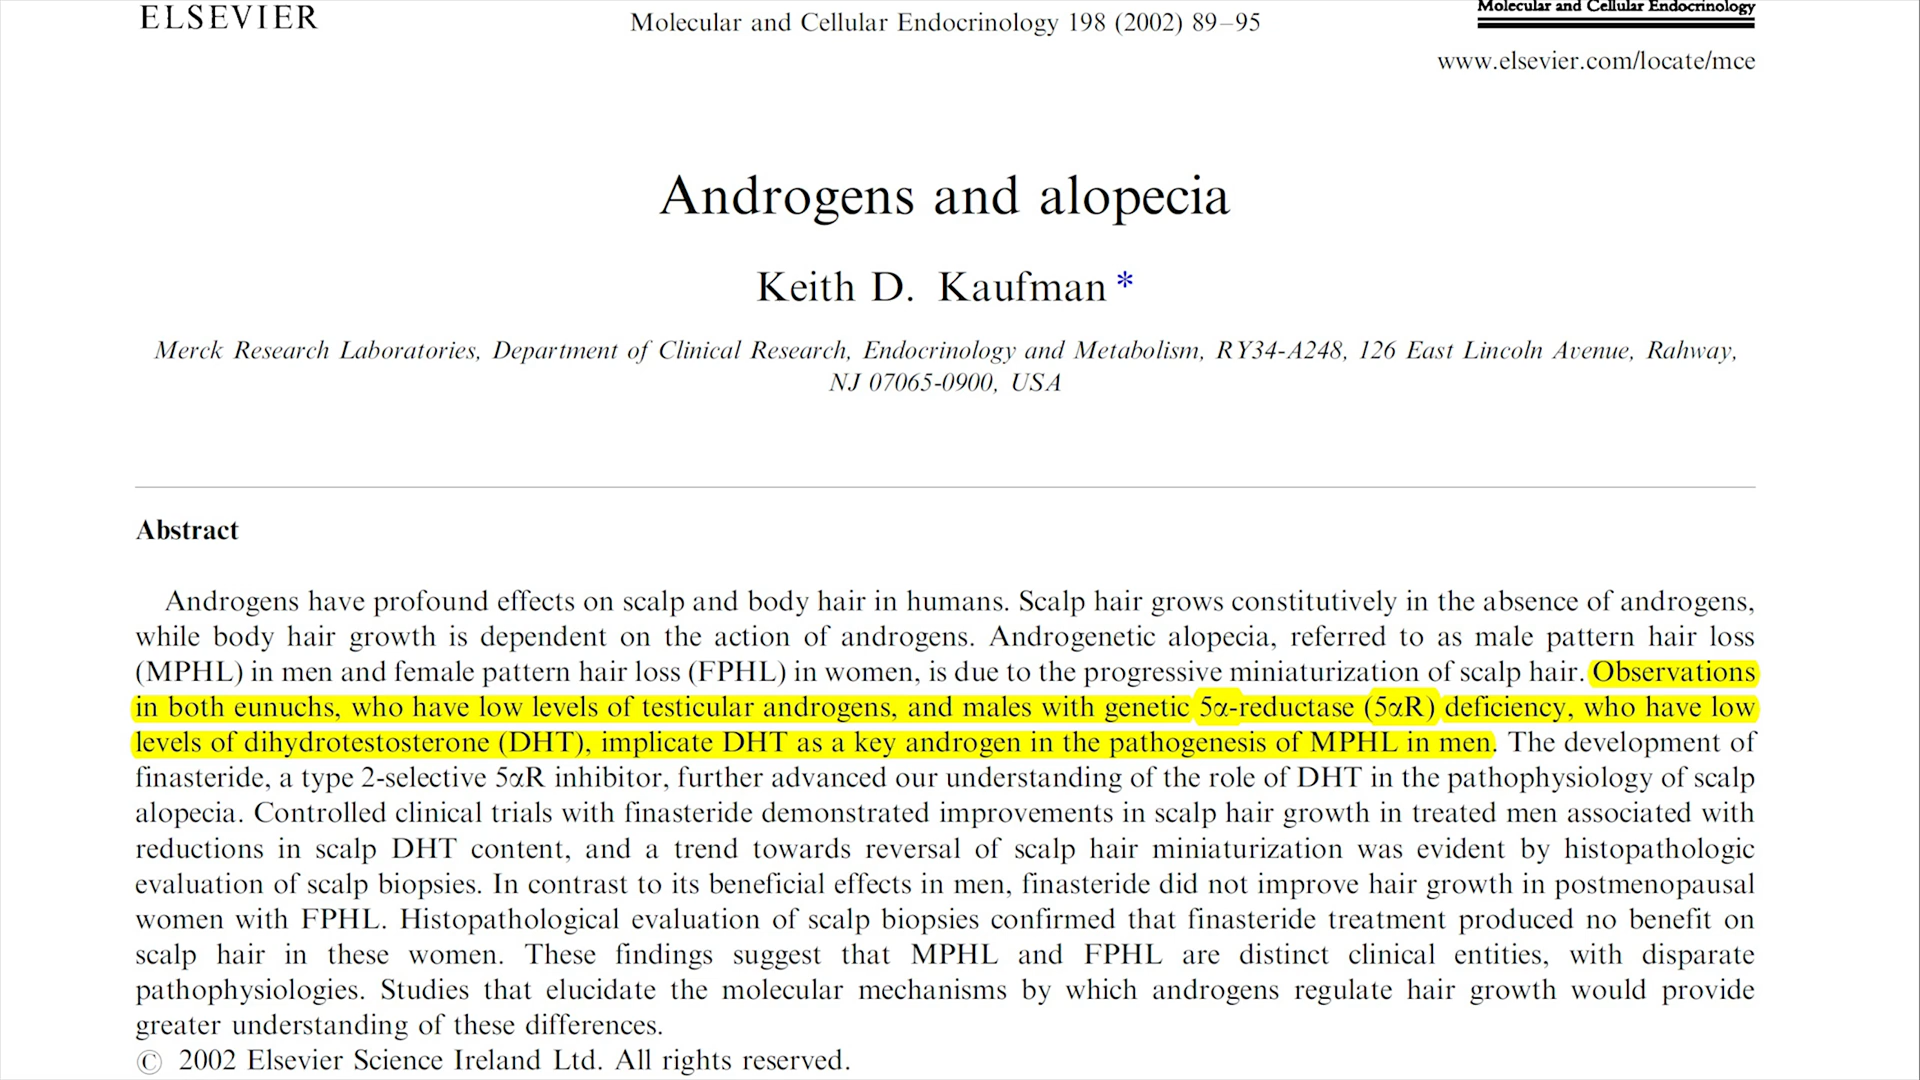 ELSEVIER
Molecular and Cellular Endocrinology 198 (2002) 89–95
Molecular and Cellular Endocrinology
www.elsevier.com/locate/mce
Androgens and alopecia
Keith D. Kaufman *
Merck Research Laboratories, Department of Clinical Research, Endocrinology and Metabolism, RY34-A248, 126 East Lincoln Avenue, Rahway,
NJ 07065-0900, USA
Abstract
Androgens have profound effects on scalp and body hair in humans. Scalp hair grows constitutively in the absence of androgens,
while body hair growth is dependent on the action of androgens. Androgenetic alopecia, referred to as male pattern hair loss
(MPHL) in men and female pattern hair loss (FPHL) in women, is due to the progressive miniaturization of scalp hair. Observations
in both eunuchs, who have low levels of testicular androgens, and males with genetic 5α-reductase (5αR) deficiency, who have low
levels of dihydrotestosterone (DHT), implicate DHT as a key androgen in the pathogenesis of MPHL in men. The development of
finasteride, a type 2-selective 5αR inhibitor, further advanced our understanding of the role of DHT in the pathophysiology of scalp
alopecia. Controlled clinical trials with finasteride demonstrated improvements in scalp hair growth in treated men associated with
reductions in scalp DHT content, and a trend towards reversal of scalp hair miniaturization was evident by histopathologic
evaluation of scalp biopsies. In contrast to its beneficial effects in men, finasteride did not improve hair growth in postmenopausal
women with FPHL. Histopathological evaluation of scalp biopsies confirmed that finasteride treatment produced no benefit on
scalp hair in these women. These findings suggest that MPHL and FPHL are distinct clinical entities, with disparate
pathophysiologies. Studies that elucidate the molecular mechanisms by which androgens regulate hair growth would provide
greater understanding of these differences.
© 2002 Elsevier Science Ireland Ltd. All rights reserved.